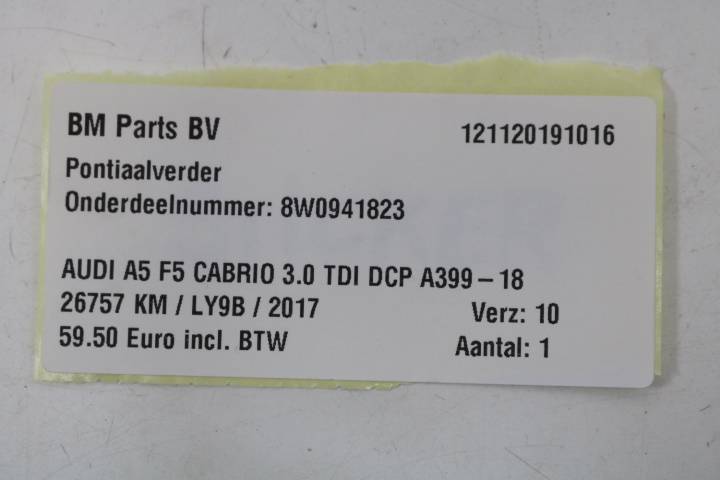 BM Parts BV 121120191016
Pontiaalverder
Onderdeelnummer: 8W0941823
AUDI A5 F5 CABRIO 3.0 TDI DCP A399 – 18
26757 KM / LY9B / 2017 Verz: 10
59.50 Euro incl. BTW Aantal: 1